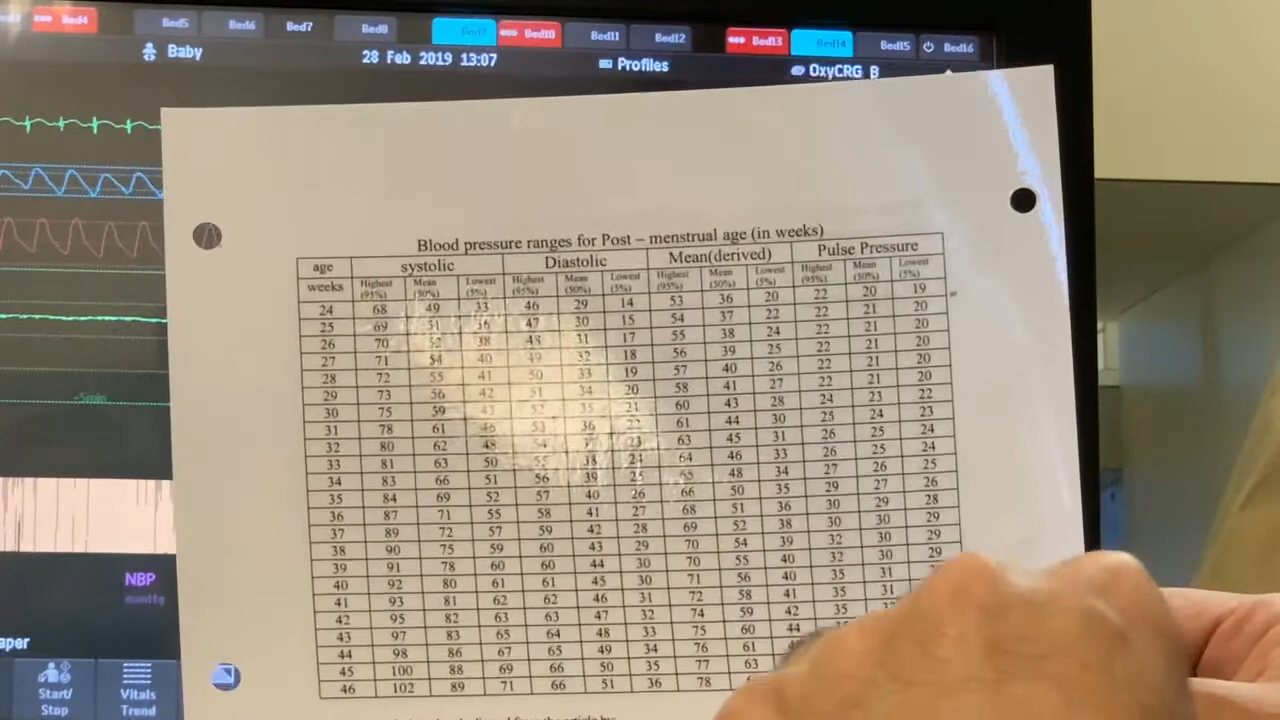 Bed4 Bed5 Bed6 Bed7 Bed8 Bed9 Bed10 Bed11 Bed12 Bed13 Bed14 Bed15 Bed16
Baby 28 Feb 2019 13:07 Profiles OxyCRG B
Blood pressure ranges for Post – menstrual age (in weeks)
age systolic Diastolic Mean(derived) Pulse Pressure
weeks Highest (95%) Mean (50%) Lowest (5%) Highest (95%) Mean (50%) Lowest (5%) Highest (95%) Mean (50%) Lowest (5%) Highest (95%) Mean (50%) Lowest (5%)
24 68 49 33 46 29 14 53 36 20 22 20 19
25 69 51 36 47 30 15 54 37 22 22 21 20
26 70 52 38 48 31 17 55 38 24 22 21 20
27 71 54 40 49 32 18 56 39 25 22 21 20
28 72 55 41 50 33 19 57 40 26 22 21 20
29 73 56 42 51 34 20 58 41 27 22 21 20
30 75 59 43 52 35 21 60 43 28 24 23 22
31 78 61 46 53 36 22 61 44 30 25 24 23
32 80 62 48 54 37 23 63 45 31 26 25 24
33 81 63 50 55 38 24 64 46 33 26 25 24
34 83 66 51 56 39 25 65 48 34 27 26 25
35 84 69 52 57 40 26 66 50 35 29 27 26
36 87 71 55 58 41 27 68 51 36 30 29 28
37 89 72 57 59 42 28 69 52 38 30 30 29
38 90 75 59 60 43 29 70 54 39 32 30 29
39 91 78 60 60 44 30 70 55 40 32 30 29
40 92 80 61 61 45 30 71 56 40 35 31
41 93 81 62 62 46 31 72 58 41 35 31
42 95 82 63 63 47 32 74 59 42 35
43 97 83 65 64 48 33 75 60 44
44 98 86 67 65 49 34 76 61
45 100 88 69 66 50 35 77 63
46 102 89 71 66 51 36 78
-5min
NBP
mmHg
aper
Start/
Stop
Vitals
Trend